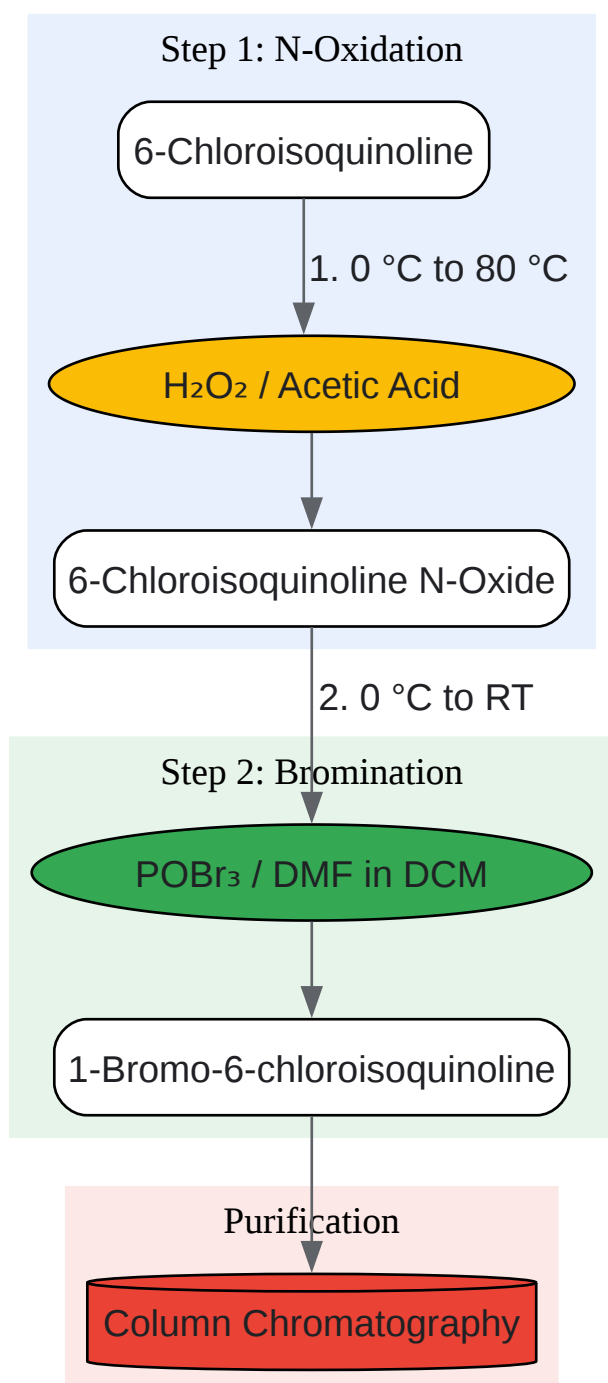 Step 1: N-Oxidation
6-Chloroisoquinoline
1. 0 °C to 80 °C
H₂O₂ / Acetic Acid
6-Chloroisoquinoline N-Oxide
2. 0 °C to RT
Step 2: Bromination
POBr₃ / DMF in DCM
1-Bromo-6-chloroisoquinoline
Purification
Column Chromatography